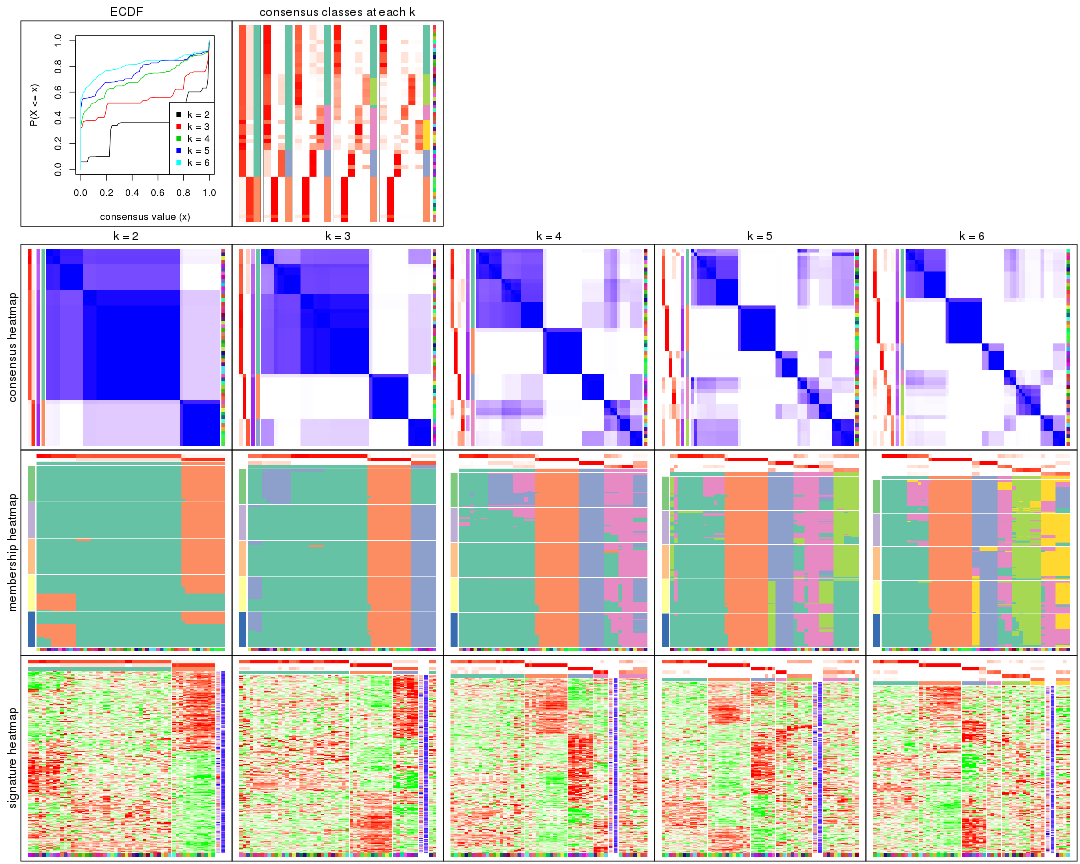 ECDF
consensus classes at each k
P(X <= x)
0.0 0.2 0.4 0.6 0.8 1.0
k = 2
k = 3
k = 4
k = 5
k = 6
0.0 0.2 0.4 0.6 0.8 1.0
consensus value (x)
k = 2 k = 3 k = 4 k = 5 k = 6
consensus heatmap
membership heatmap
signature heatmap